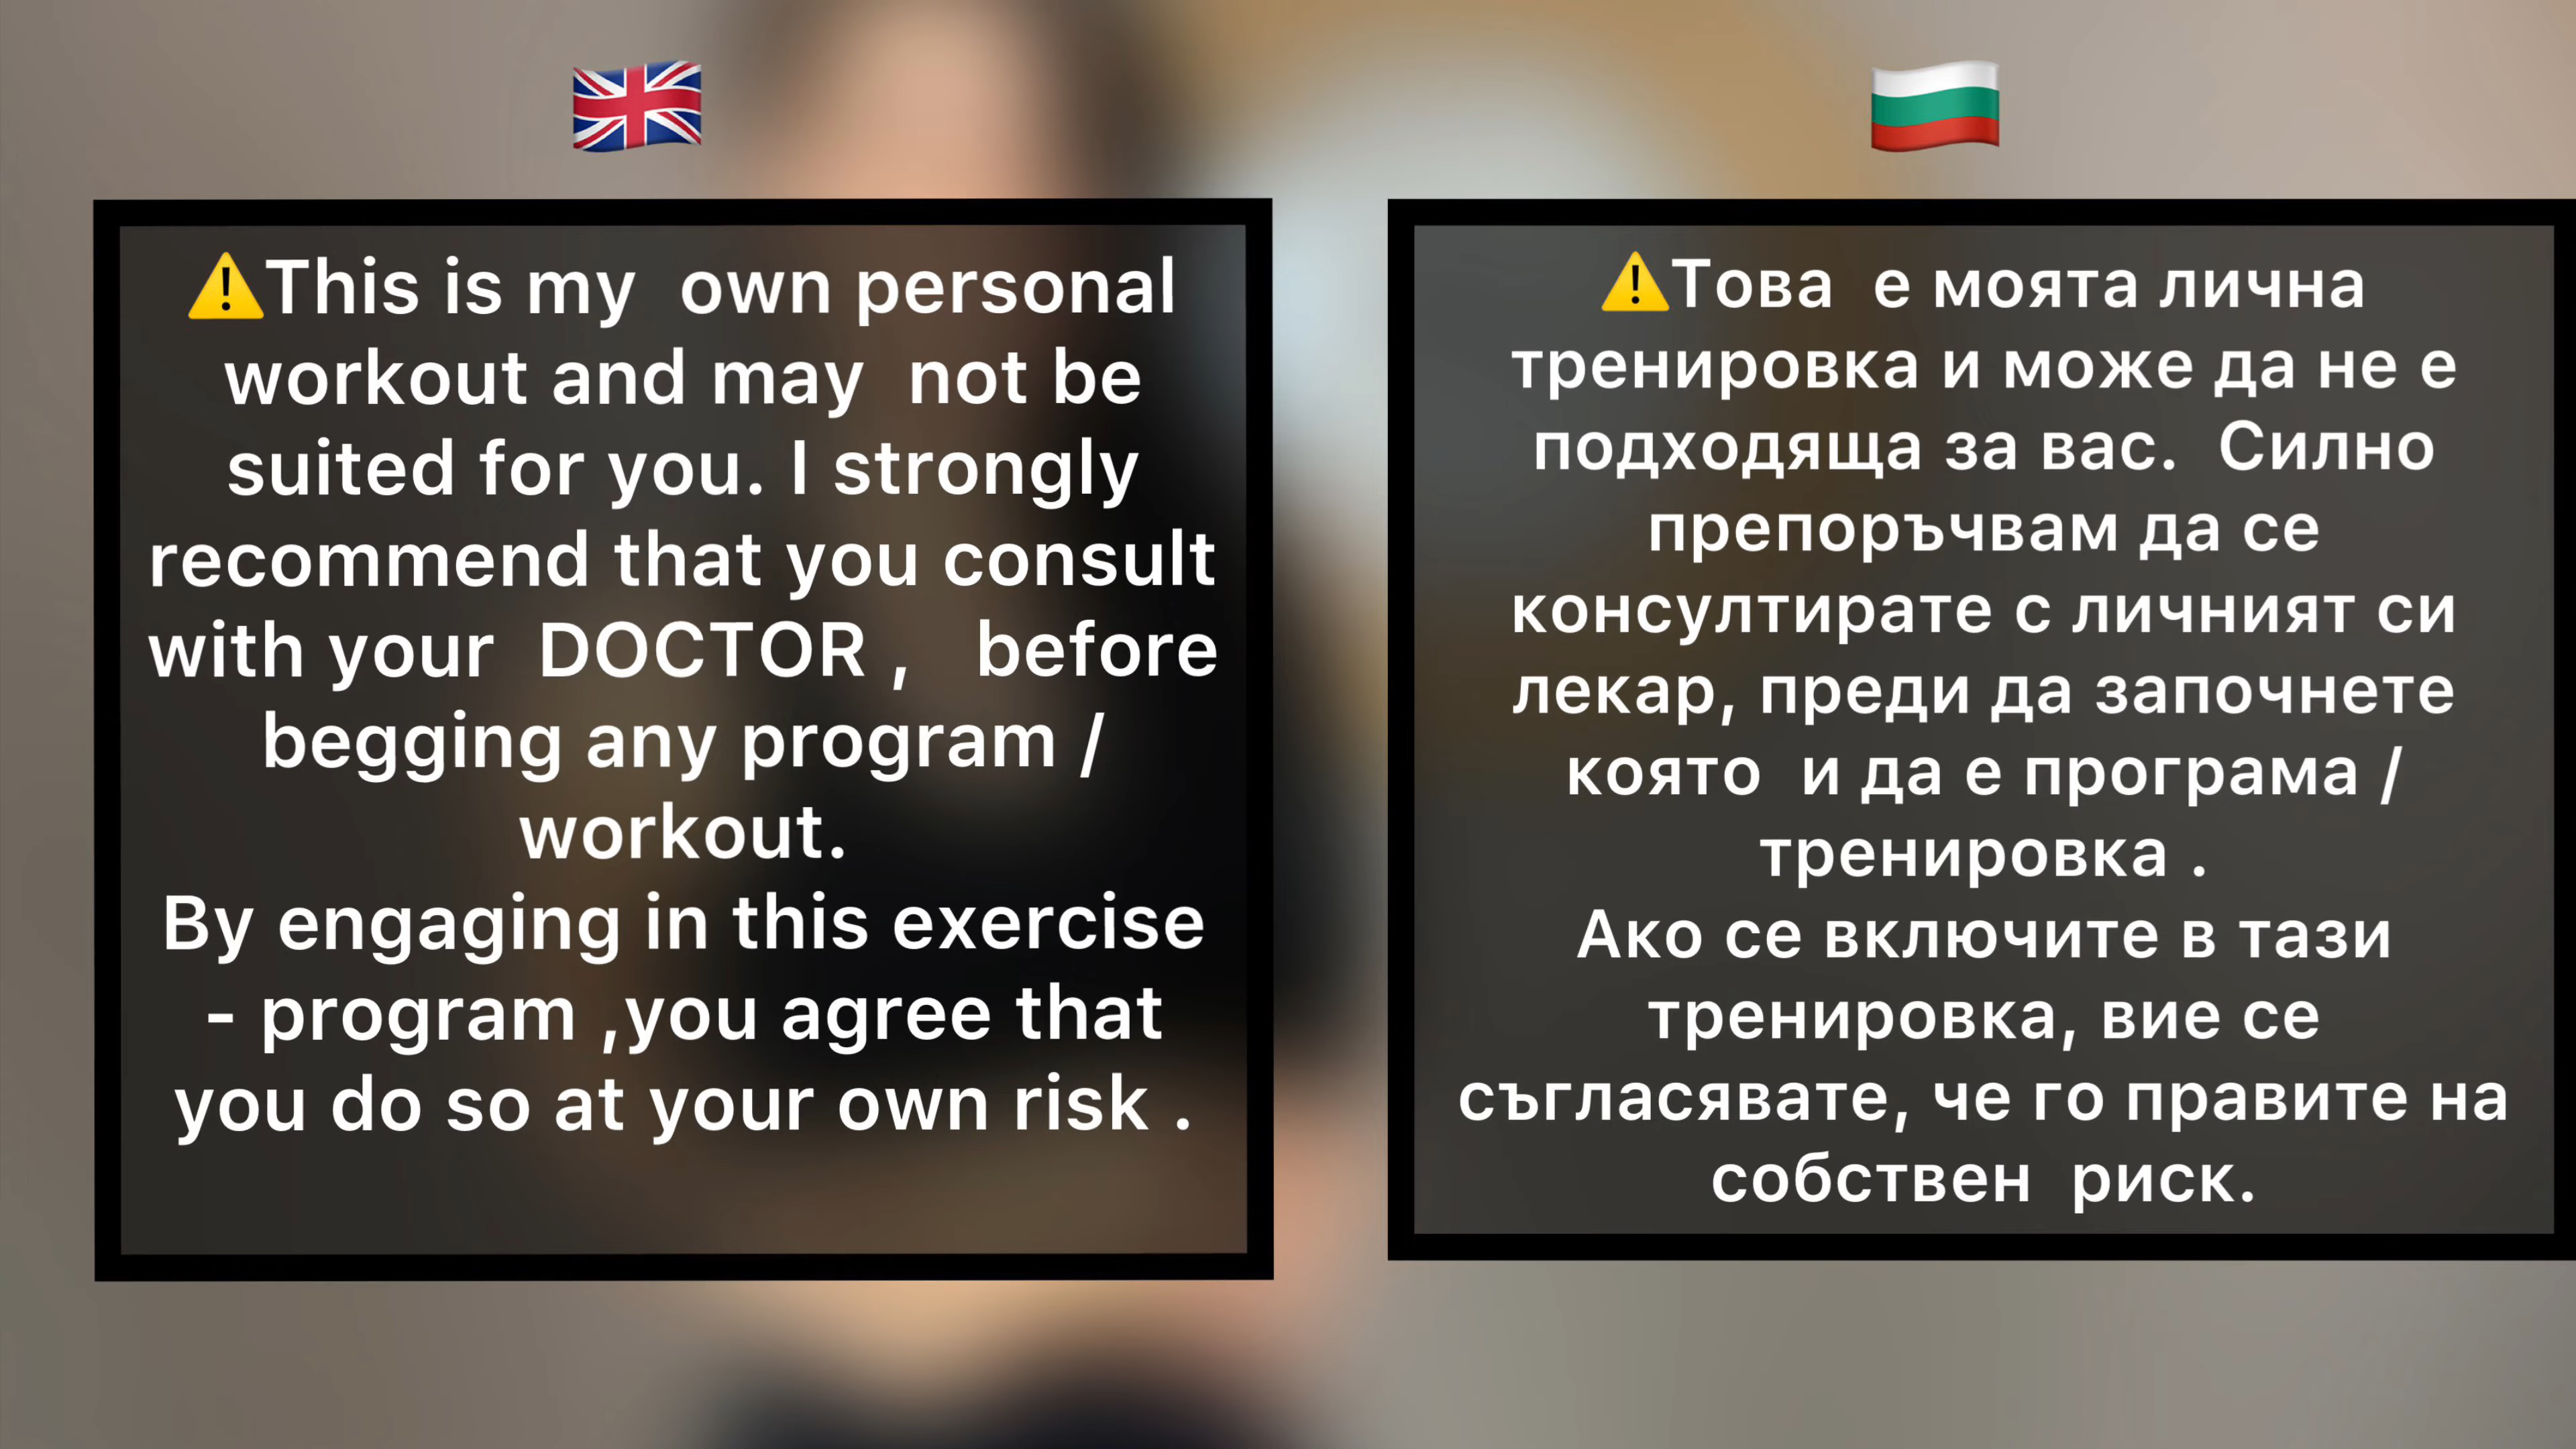 ⚠️This is my own personal
workout and may not be
suited for you. I strongly
recommend that you consult
with your DOCTOR , before
begging any program /
workout.
By engaging in this exercise
- program ,you agree that
you do so at your own risk .
⚠️Това е моята лична
тренировка и може да не е
подходяща за вас. Силно
препоръчвам да се
консултирате с личният си
лекар, преди да започнете
която и да е програма /
тренировка .
Ако се включите в тази
тренировка, вие се
съгласявате, че го правите на
собствен риск.